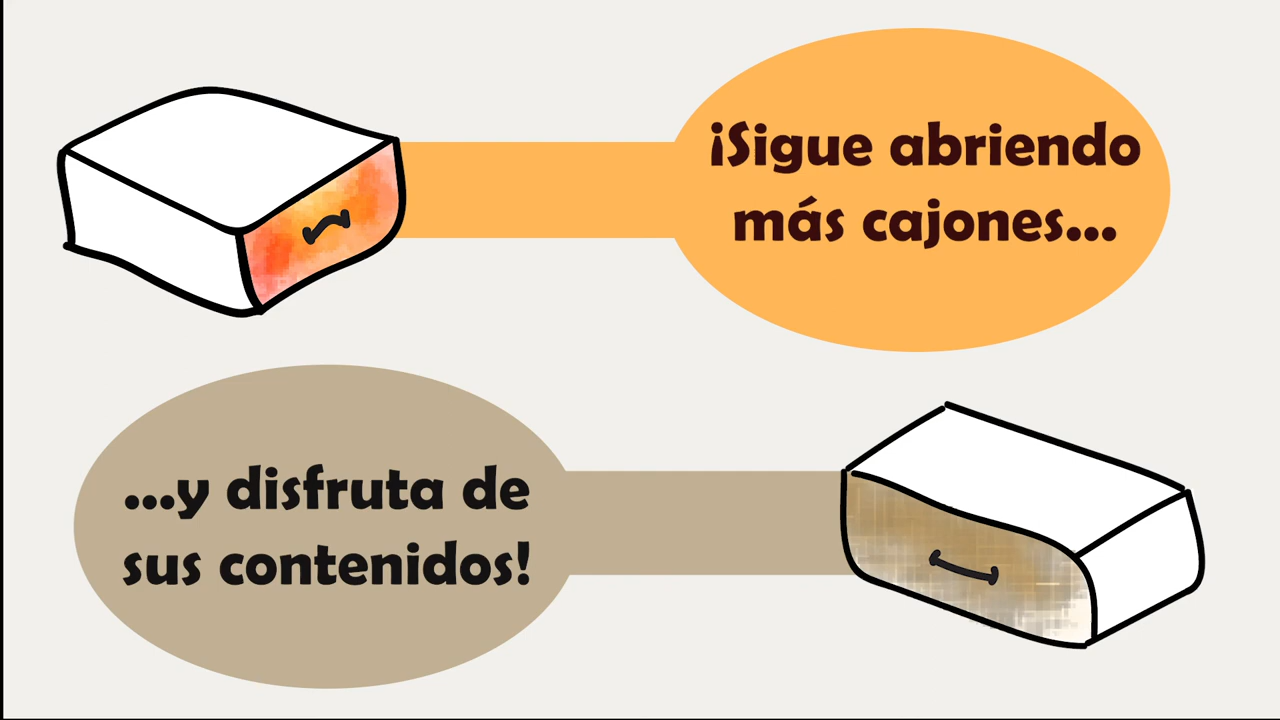 ¡Sigue abriendo
más cajones...
...y disfruta de
sus contenidos!